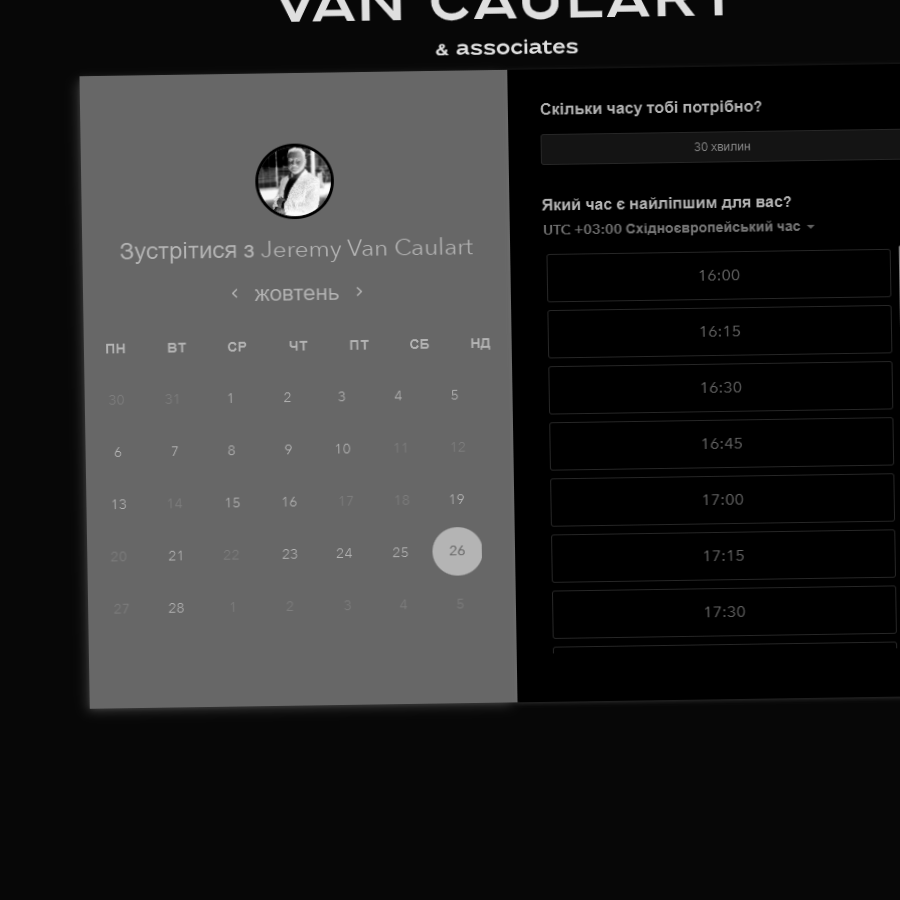 VAN CAULART
& associates
Зустрітися з Jeremy Van Caulart
‹ жовтень ›
ПН ВТ СР ЧТ ПТ СБ НД
30 31 1 2 3 4 5
6 7 8 9 10 11 12
13 14 15 16 17 18 19
20 21 22 23 24 25 26
27 28 1 2 3 4 5
Скільки часу тобі потрібно?
30 хвилин
Який час є найліпшим для вас?
UTC +03:00 Східноєвропейський час
16:00
16:15
16:30
16:45
17:00
17:15
17:30